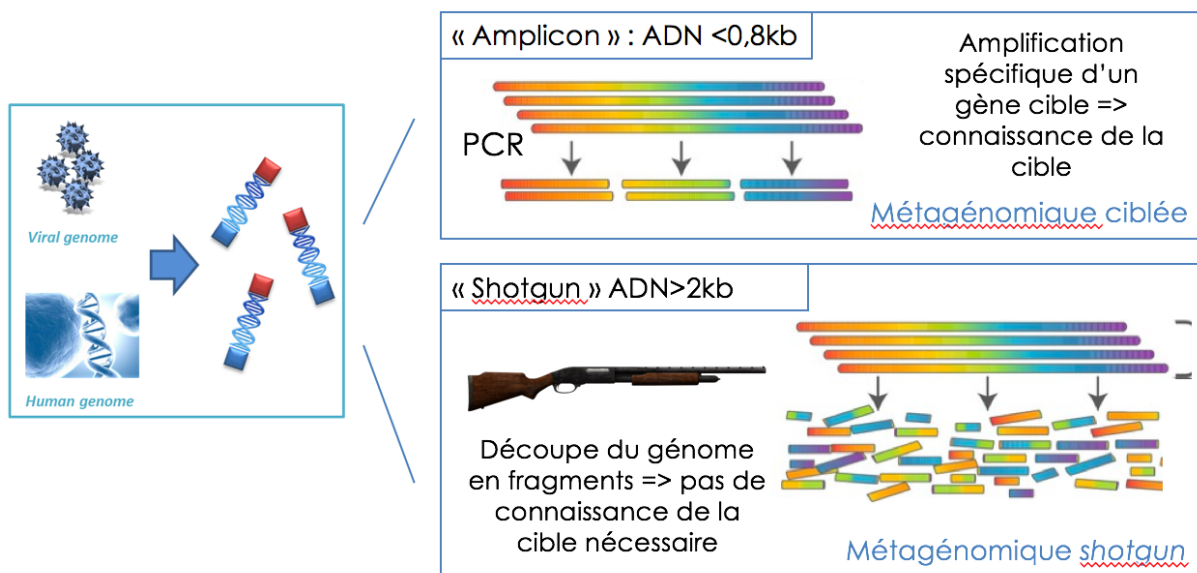 Viral genome
Human genome
« Amplicon » : ADN <0,8kb
PCR
Amplification
spécifique d'un
gène cible =>
connaissance de la
cible
Métagénomique ciblée
« Shotgun » ADN>2kb
Découpe du génome
en fragments => pas de
connaissance de la
cible nécessaire
Métagénomique shotgun